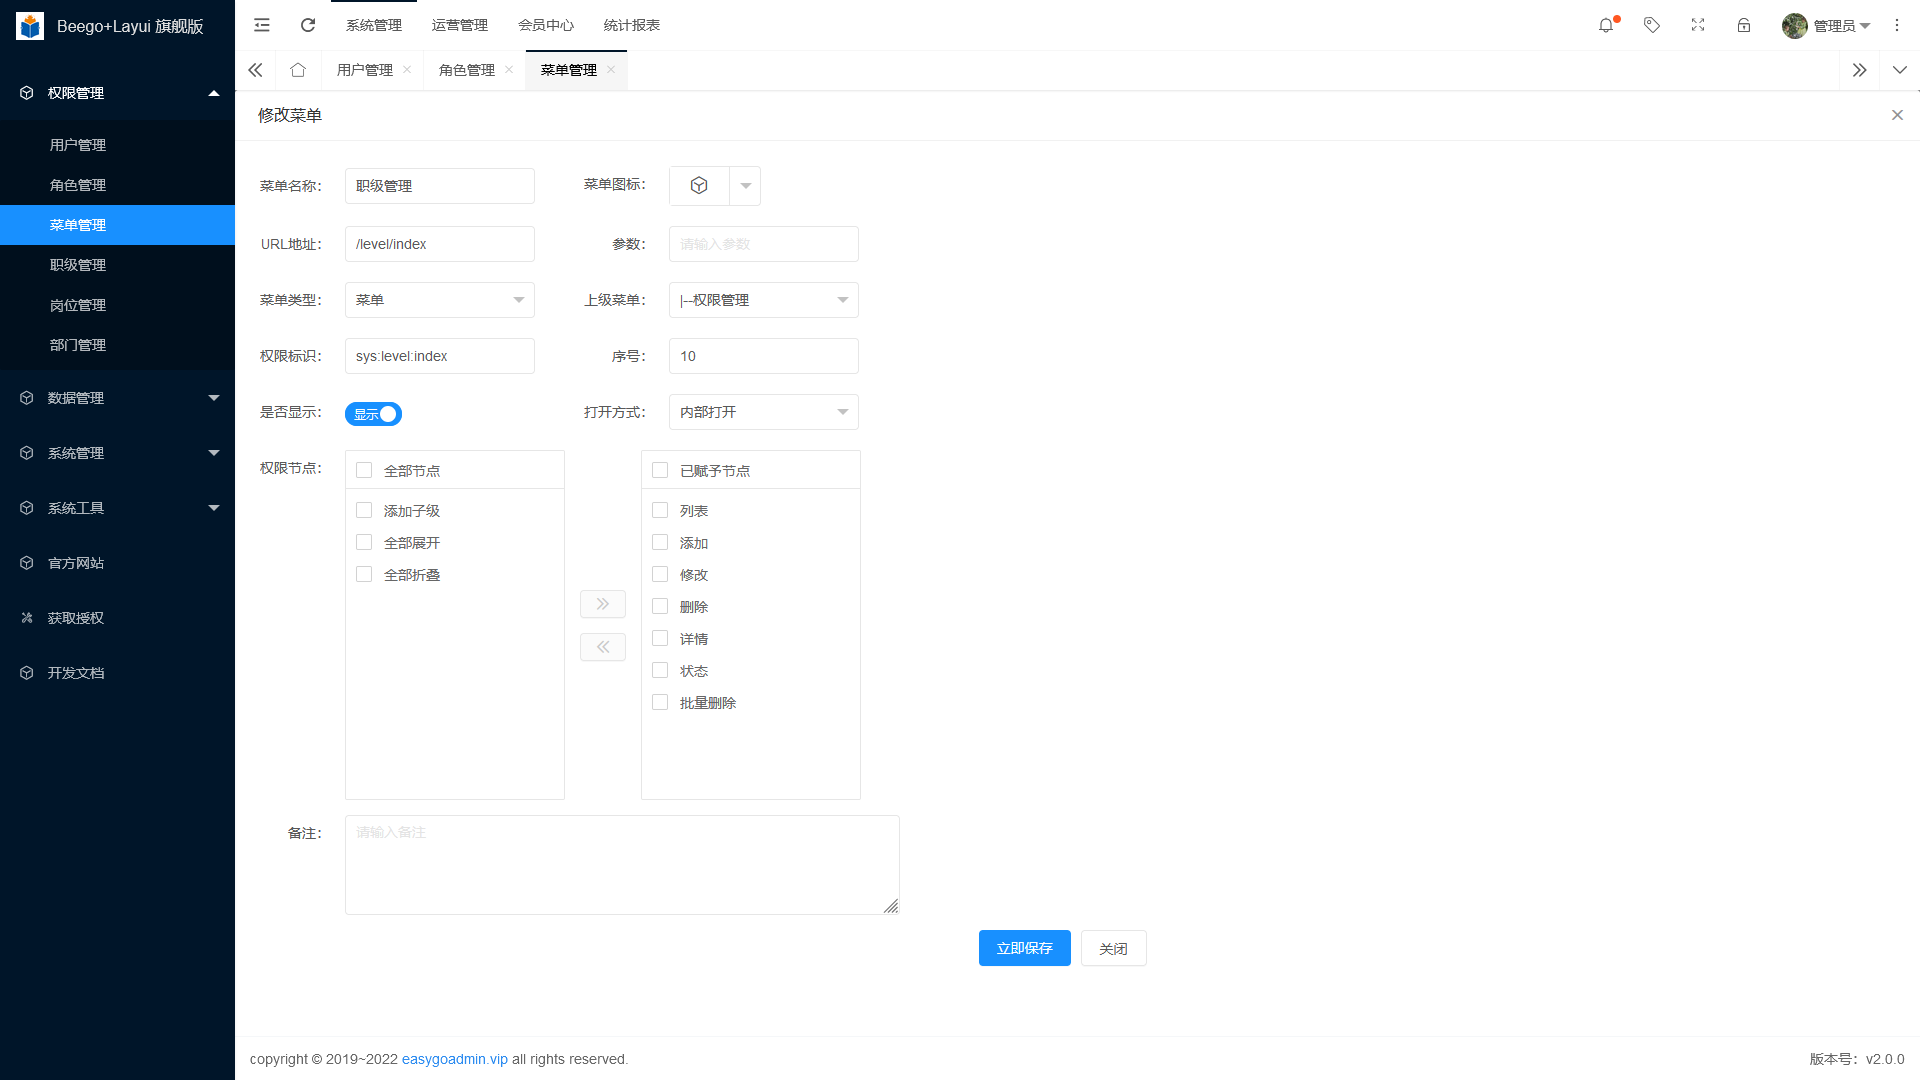 Beego+Layui 旗舰版
系统管理
运营管理
会员中心
统计报表
管理员
用户管理
角色管理
菜单管理
权限管理
用户管理
角色管理
菜单管理
职级管理
岗位管理
部门管理
数据管理
系统管理
系统工具
官方网站
获取授权
开发文档
修改菜单
菜单名称： 职级管理
菜单图标：
URL地址： /level/index
参数： 请输入参数
菜单类型： 菜单
上级菜单： |--权限管理
权限标识： sys:level:index
序号： 10
是否显示： 显示
打开方式： 内部打开
权限节点：
全部节点
添加子级
全部展开
全部折叠
已赋予节点
列表
添加
修改
删除
详情
状态
批量删除
备注： 请输入备注
立即保存
关闭
copyright © 2019~2022 easygoadmin.vip all rights reserved.
版本号：v2.0.0